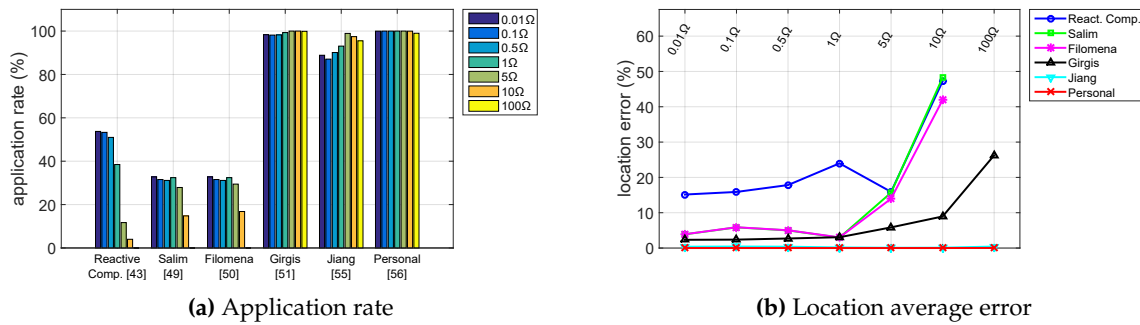 application rate (%)
100
80
60
40
20
0
Reactive Comp. [43]
Salim [49]
Filomena [50]
Girgis [51]
Jiang [55]
Personal [56]
0.01Ω
0.1Ω
0.5Ω
1Ω
5Ω
10Ω
100Ω
(a) Application rate
location error (%)
60
50
40
30
20
10
0
0.01Ω
0.1Ω
0.5Ω
1Ω
5Ω
10Ω
100Ω
React. Comp.
Salim
Filomena
Girgis
Jiang
Personal
(b) Location average error